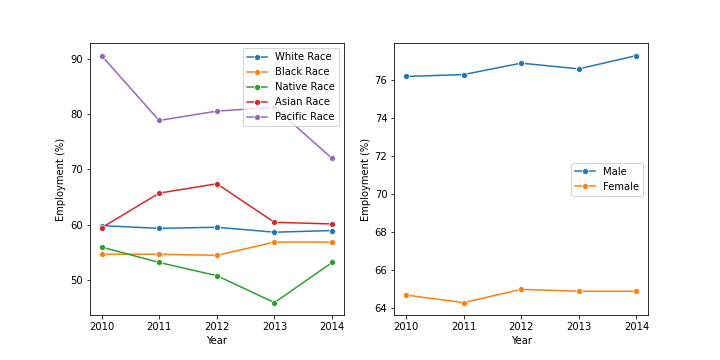 90
80
70
60
50
Employment (%)
2010 2011 2012 2013 2014
Year
White Race
Black Race
Native Race
Asian Race
Pacific Race
76
74
72
70
68
66
64
Employment (%)
2010 2011 2012 2013 2014
Year
Male
Female